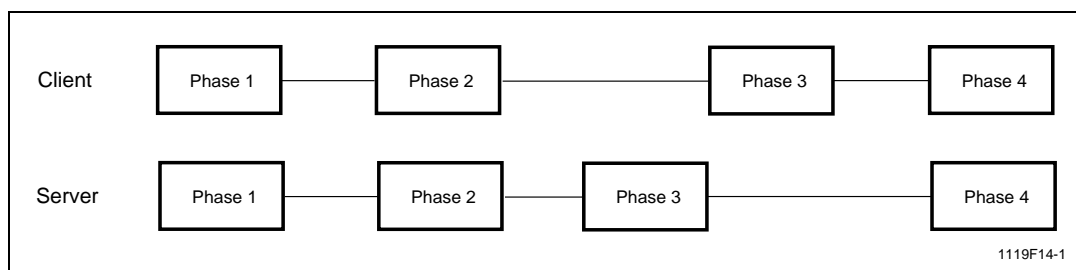 Client Phase 1 Phase 2 Phase 3 Phase 4
Server Phase 1 Phase 2 Phase 3 Phase 4
1119F14-1